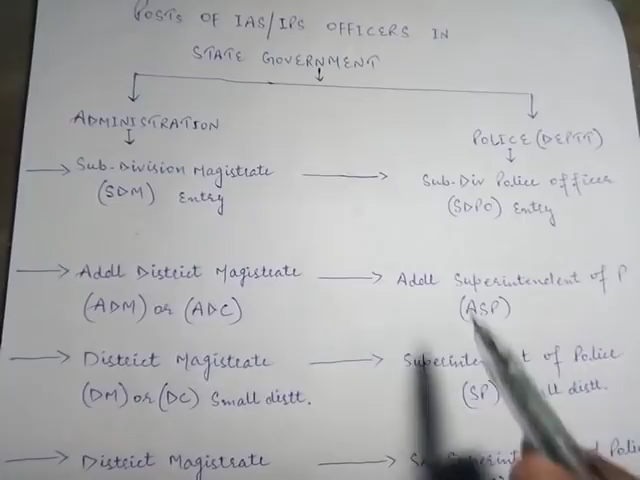 POSTS OF IAS/IPS OFFICERS IN
STATE GOVERNMENT
ADMINISTRATION
POLICE (DEPTT)
Sub-Division Magistrate
Sub-Div Police officer
(SDM) Entry
(SDPO) Entry
Addl District Magistrate
Addl Superintendent of P
(ADM) or (ADC)
(ASP)
District Magistrate
of Police
(DM) or (DC) Small distt.
(SP) distt.
District Magistrate